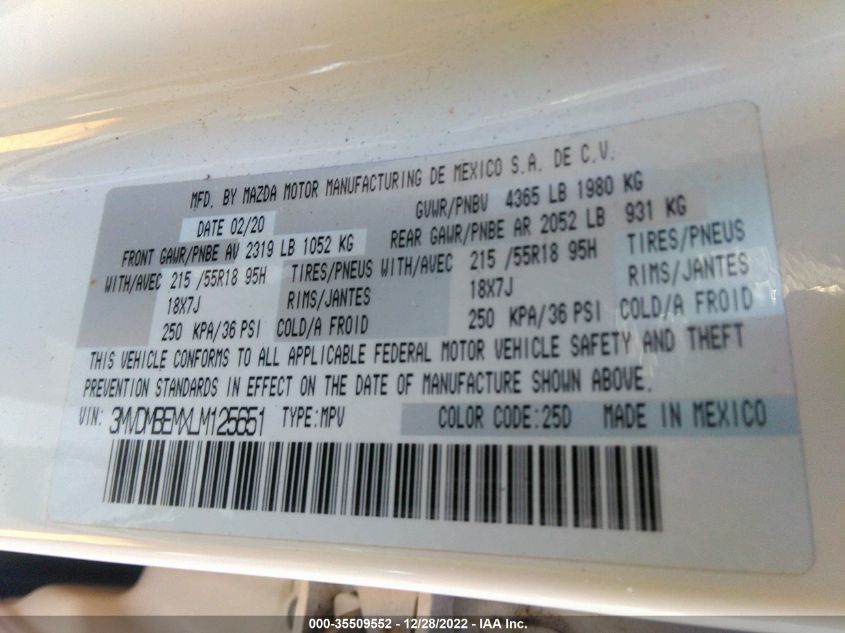 MFD. BY MAZDA MOTOR MANUFACTURING DE MEXICO S.A. DE C.V.
DATE 02/20 GVWR/PNBV 4365 LB 1980 KG
FRONT GAWR/PNBE AV 2319 LB 1052 KG REAR GAWR/PNBE AR 2052 LB 931 KG
WITH/AVEC 215 /55R18 95H TIRES/PNEUS WITH/AVEC 215 /55R18 95H TIRES/PNEUS
18X7J RIMS/JANTES 18X7J RIMS/JANTES
250 KPA/36 PSI COLD/A FROID 250 KPA/36 PSI COLD/A FROID
THIS VEHICLE CONFORMS TO ALL APPLICABLE FEDERAL MOTOR VEHICLE SAFETY AND THEFT
PREVENTION STANDARDS IN EFFECT ON THE DATE OF MANUFACTURE SHOWN ABOVE.
VIN: 3MVDMBEMXLM125651 TYPE:MPV COLOR CODE:25D MADE IN MEXICO
000-35509552 - 12/28/2022 - IAA Inc.